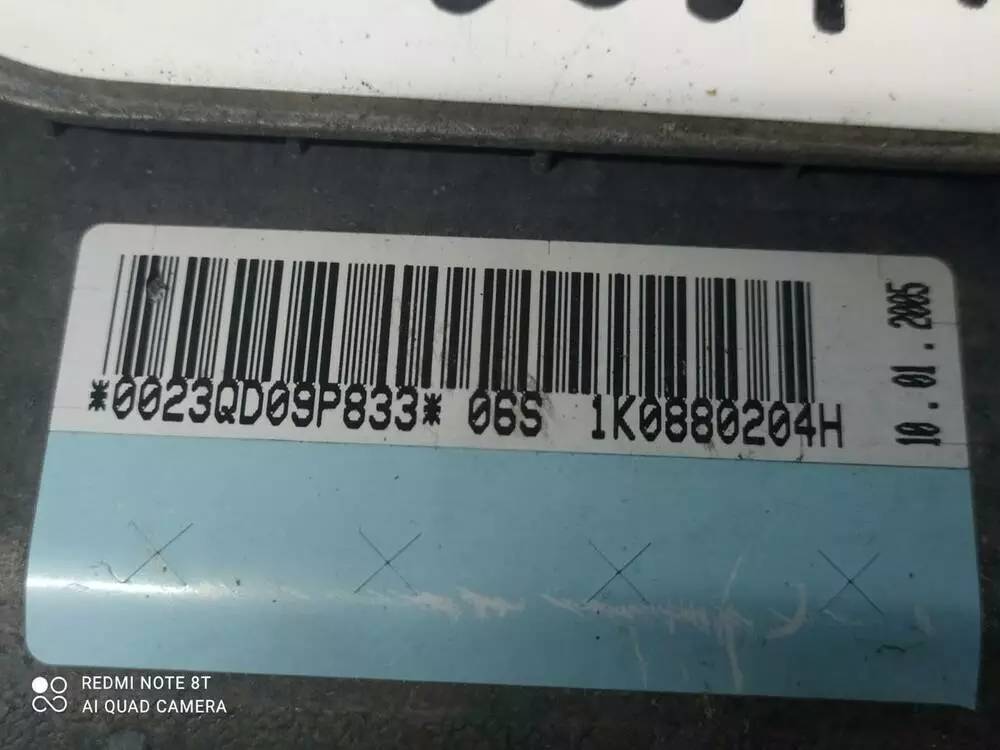 *0023QD09P833* 06S 1K0880204H
10.01.2005
REDMI NOTE 8T
AI QUAD CAMERA